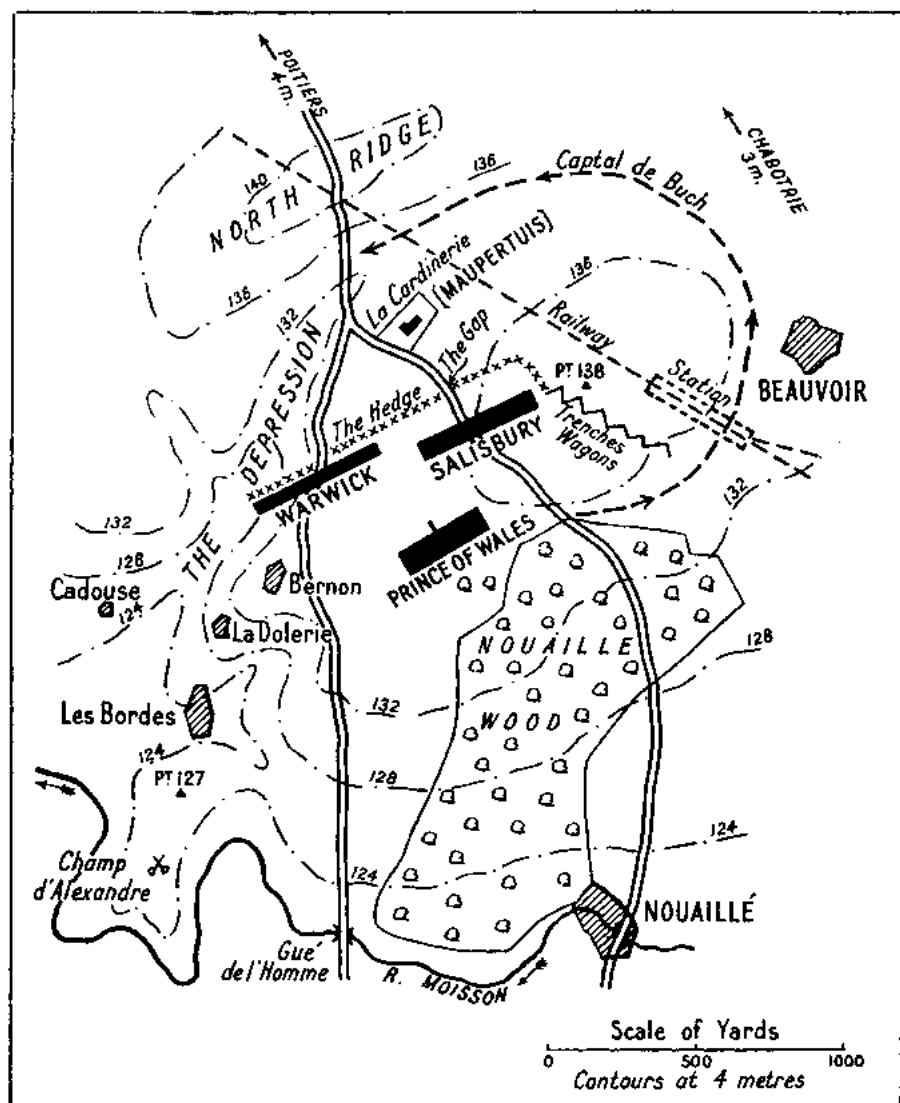 POITIERS
4 m.
NORTH RIDGE)
140
136
136
CHABOTRIE
3 m.
Captal de Buch
132
La Cardinerie
(MAUPERTUIS]
The Gap
136
Railway
Station
PT 138
BEAUVOIR
THE DEPRESSION
The Hedge
Trenches
Wagons
WARWICK
SALISBURY
PRINCE OF WALES
132
132
126
Cadouse
124
Bernon
La Dolerie
NOUAILLE
WOOD
128
Les Bordes
132
124
PT 127
128
124
Champ
d'Alexandre
124
NOUAILLÉ
Gué
de l'Homme
R. MOISSON
Scale of Yards
0 500 1000
Contours at 4 metres